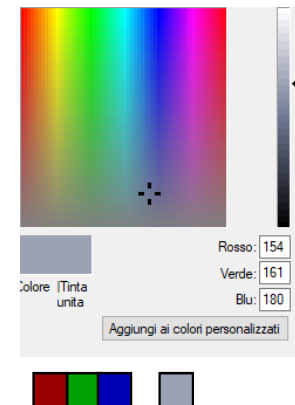 Rosso: 154
Verde: 161
Colore |Tinta unita
Blu: 180
Aggiungi ai colori personalizzati